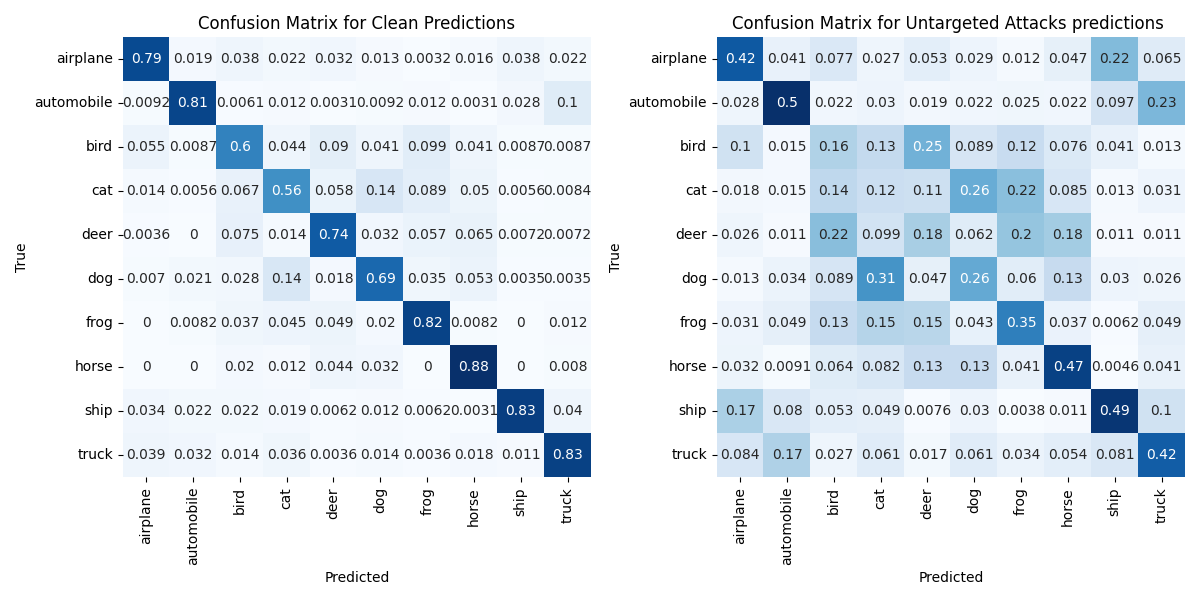 Confusion Matrix for Clean Predictions
airplane 0.79 0.019 0.038 0.022 0.032 0.013 0.0032 0.016 0.038 0.022
automobile 0.0092 0.81 0.0061 0.012 0.0031 0.0092 0.012 0.0031 0.028 0.1
bird 0.055 0.0087 0.6 0.044 0.09 0.041 0.099 0.041 0.0087 0.0087
cat 0.014 0.0056 0.067 0.56 0.058 0.14 0.089 0.05 0.0056 0.0084
deer 0.0036 0 0.075 0.014 0.74 0.032 0.057 0.065 0.0072 0.0072
dog 0.007 0.021 0.028 0.14 0.018 0.69 0.035 0.053 0.0035 0.0035
frog 0 0.0082 0.037 0.045 0.049 0.02 0.82 0.0082 0 0.012
horse 0 0 0.02 0.012 0.044 0.032 0 0.88 0 0.008
ship 0.034 0.022 0.022 0.019 0.0062 0.012 0.0062 0.0031 0.83 0.04
truck 0.039 0.032 0.014 0.036 0.0036 0.014 0.0036 0.018 0.011 0.83
True
airplane automobile bird cat deer dog frog horse ship truck
Predicted
Confusion Matrix for Untargeted Attacks predictions
airplane 0.42 0.041 0.077 0.027 0.053 0.029 0.012 0.047 0.22 0.065
automobile 0.028 0.5 0.022 0.03 0.019 0.022 0.025 0.022 0.097 0.23
bird 0.1 0.015 0.16 0.13 0.25 0.089 0.12 0.076 0.041 0.013
cat 0.018 0.015 0.14 0.12 0.11 0.26 0.22 0.085 0.013 0.031
deer 0.026 0.011 0.22 0.099 0.18 0.062 0.2 0.18 0.011 0.011
dog 0.013 0.034 0.089 0.31 0.047 0.26 0.06 0.13 0.03 0.026
frog 0.031 0.049 0.13 0.15 0.15 0.043 0.35 0.037 0.0062 0.049
horse 0.032 0.0091 0.064 0.082 0.13 0.13 0.041 0.47 0.0046 0.041
ship 0.17 0.08 0.053 0.049 0.0076 0.03 0.0038 0.011 0.49 0.1
truck 0.084 0.17 0.027 0.061 0.017 0.061 0.034 0.054 0.081 0.42
True
airplane automobile bird cat deer dog frog horse ship truck
Predicted